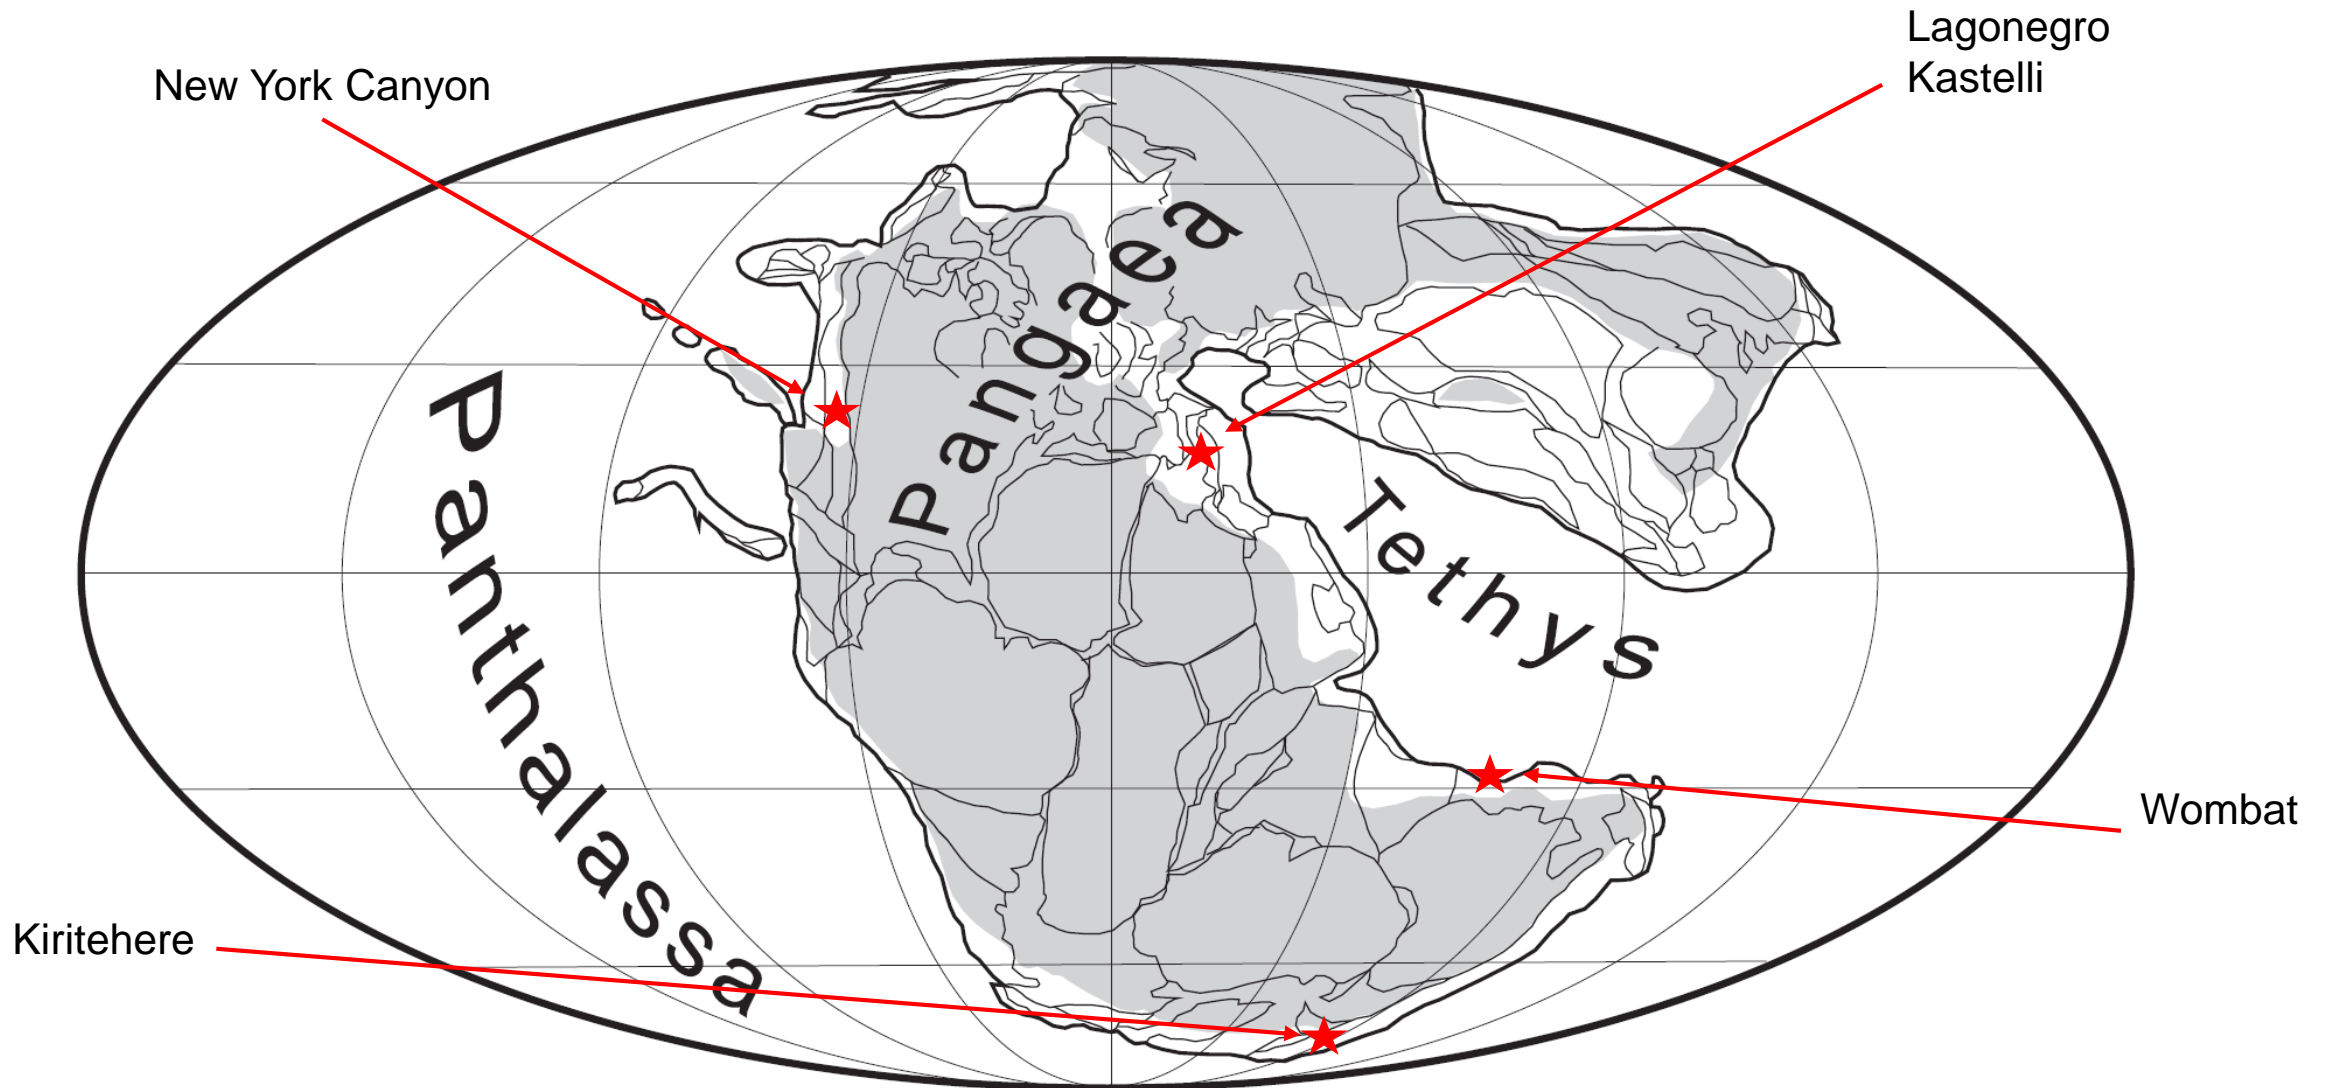 Lagonegro
Kastelli
New York Canyon
Pangaea
Panthalassa
Tethys
Wombat
Kiritehere